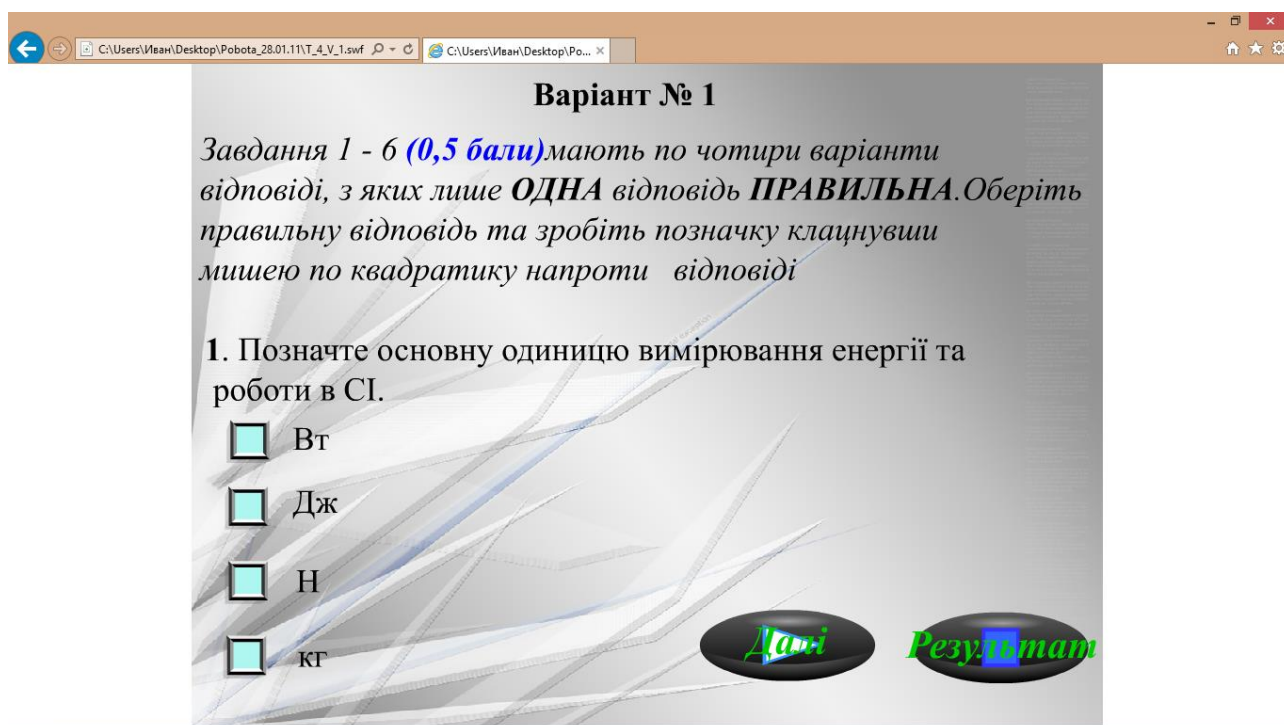 C:\Users\Иван\Desktop\Pobota_28.01.11\T_4_V_1.swf
C:\Users\Иван\Desktop\Po...
Варіант № 1
Завдання 1 - 6 (0,5 бали)мають по чотири варіанти
відповіді, з яких лише ОДНА відповідь ПРАВИЛЬНА.Оберіть
правильну відповідь та зробіть позначку клацнувши
мишею по квадратику напроти відповіді
1. Позначте основну одиницю вимірювання енергії та
роботи в СІ.
Вт
Дж
Н
кг
Далі
Результат